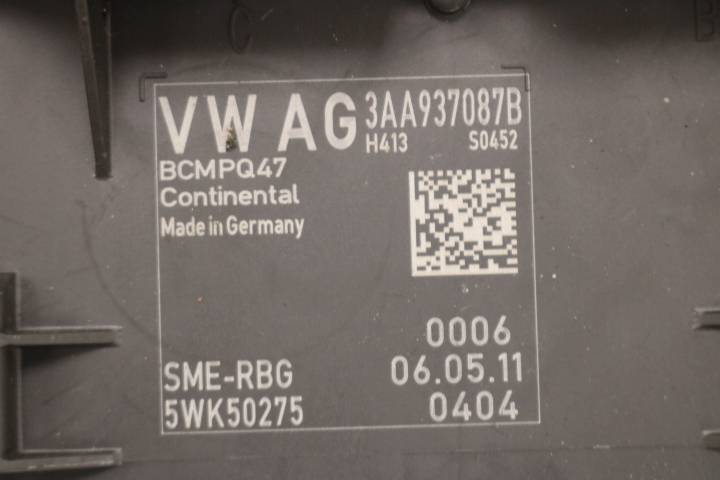 VW AG 3AA937087B
H413 S0452
BCMPQ47
Continental
Made in Germany
0006
SME-RBG 06.05.11
5WK50275 0404